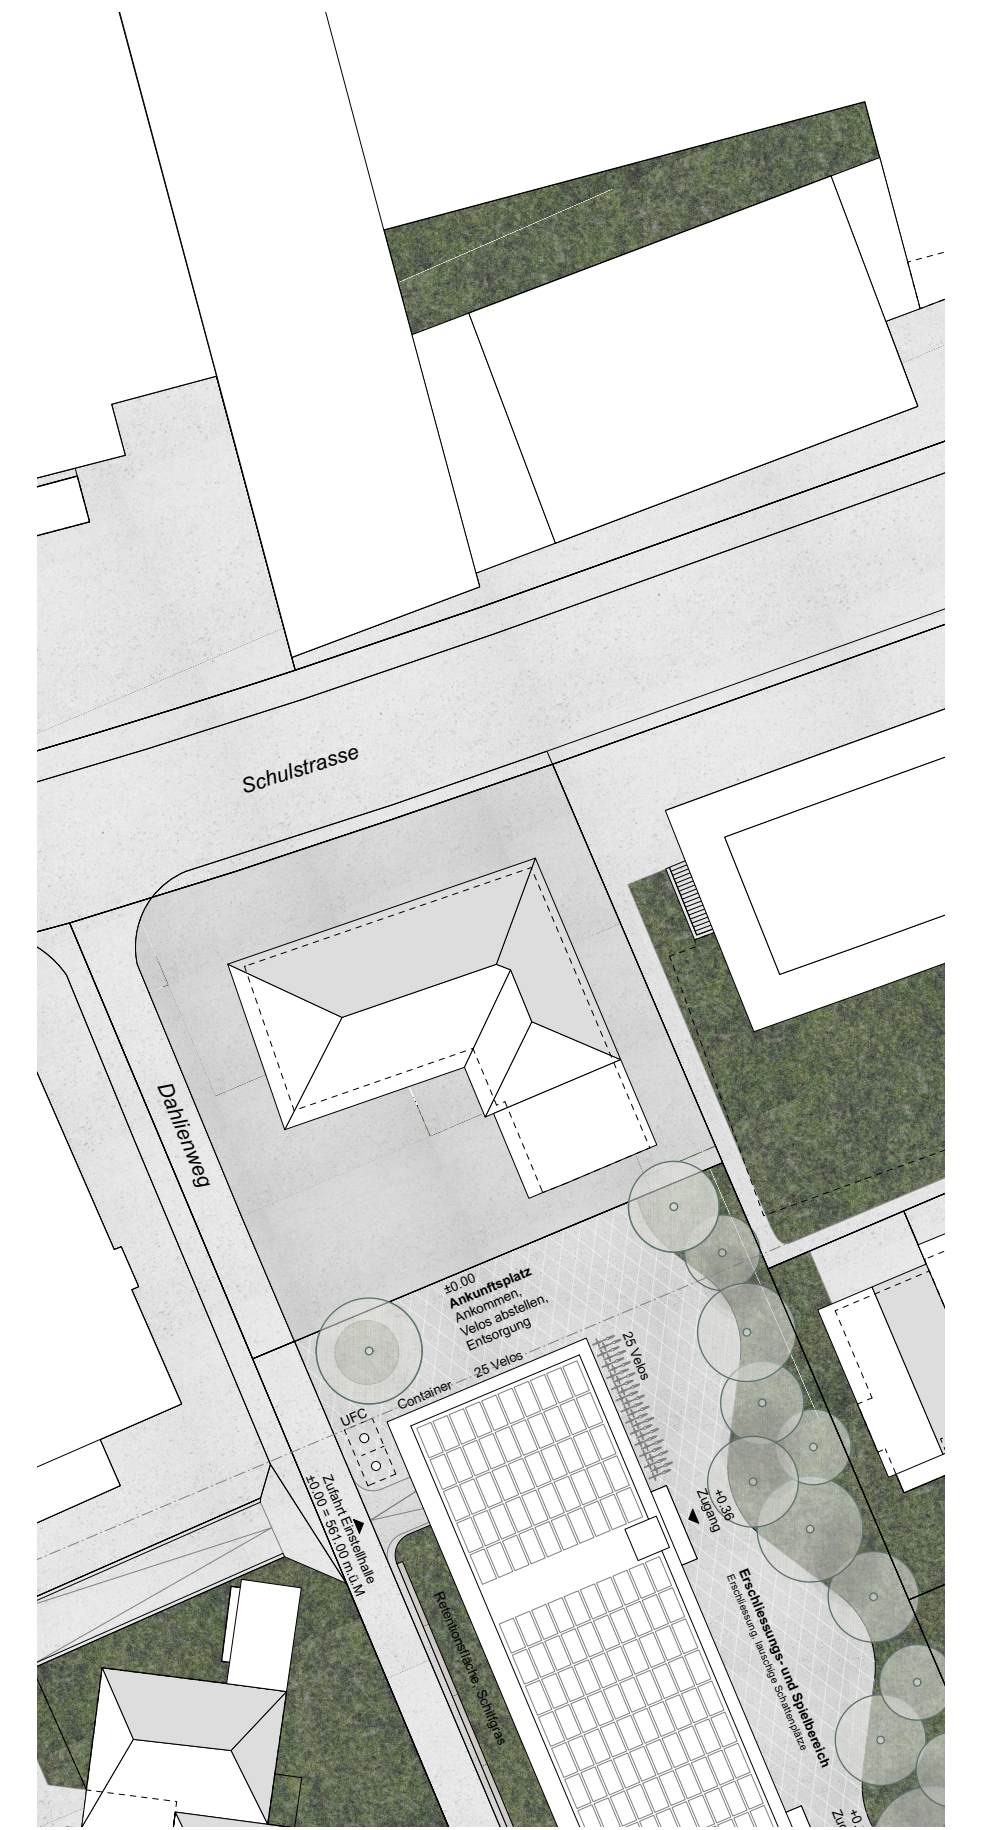 Schulstrasse
Dahlienweg
±0.00
Ankunftsplatz
Ankommen,
Velos abstellen,
Entsorgung
25 Velos
25 Velos
Container
UFC
Zufahrt Einstellhalle
±0.00 = 561.00 m.ü.M
+0.36
Zugang
Retentionsfläche, Schilfgras
Erschliessungs- und Spielbereich
Erschliessung, lauschige Schattenplätze